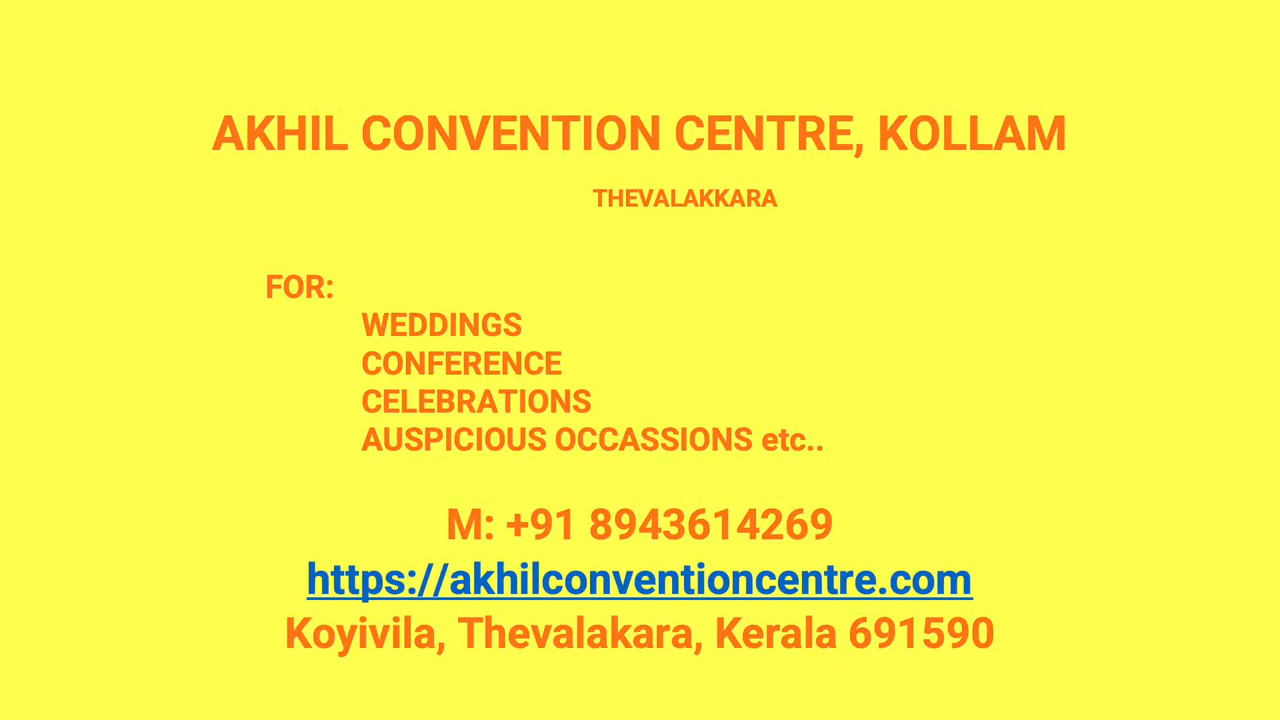 AKHIL CONVENTION CENTRE, KOLLAM
THEVALAKKARA
FOR:
WEDDINGS
CONFERENCE
CELEBRATIONS
AUSPICIOUS OCCASSIONS etc..
M: +91 8943614269
https://akhilconventioncentre.com
Koyivila, Thevalakara, Kerala 691590